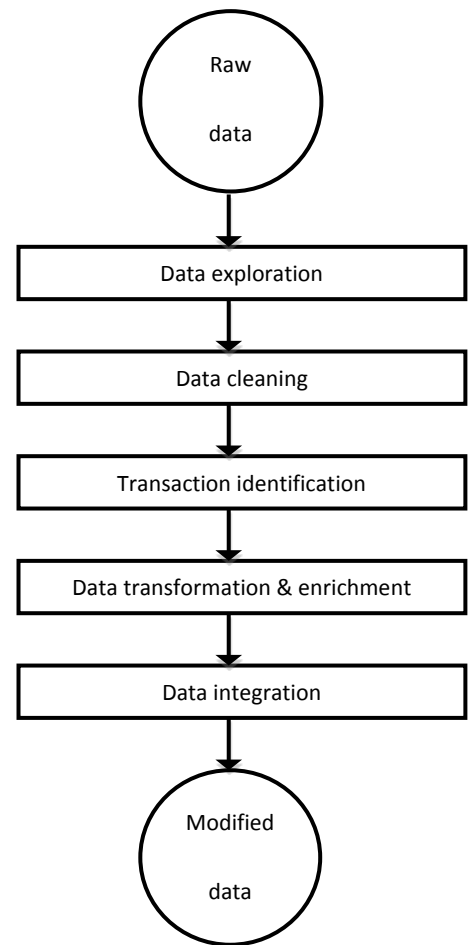 Raw
data
Data exploration
Data cleaning
Transaction identification
Data transformation & enrichment
Data integration
Modified
data